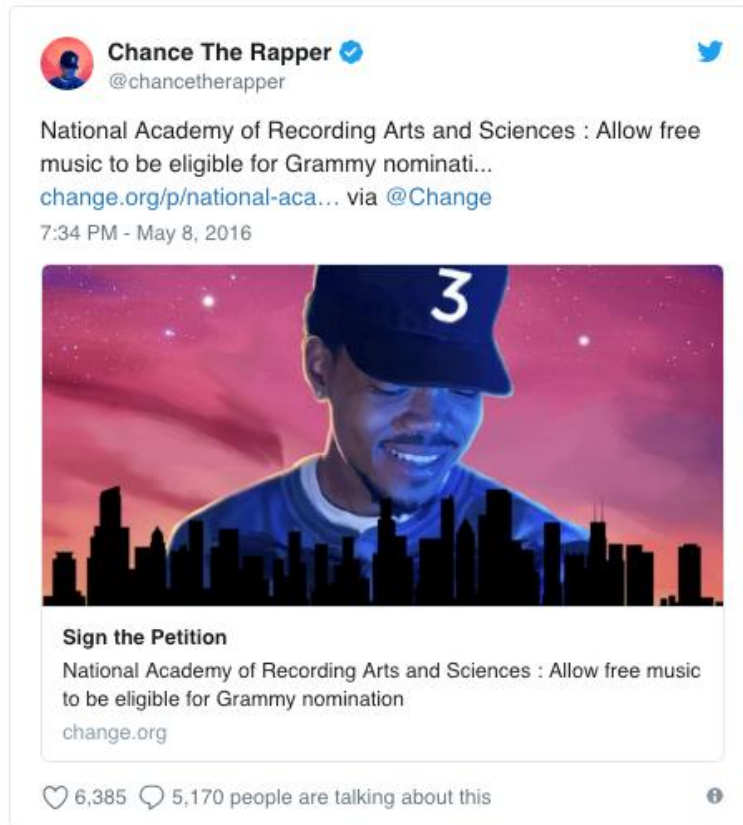 Chance The Rapper
@chancetherapper
National Academy of Recording Arts and Sciences : Allow free
music to be eligible for Grammy nominati...
change.org/p/national-aca... via @Change
7:34 PM - May 8, 2016
3
Sign the Petition
National Academy of Recording Arts and Sciences : Allow free music
to be eligible for Grammy nomination
change.org
6,385 5,170 people are talking about this